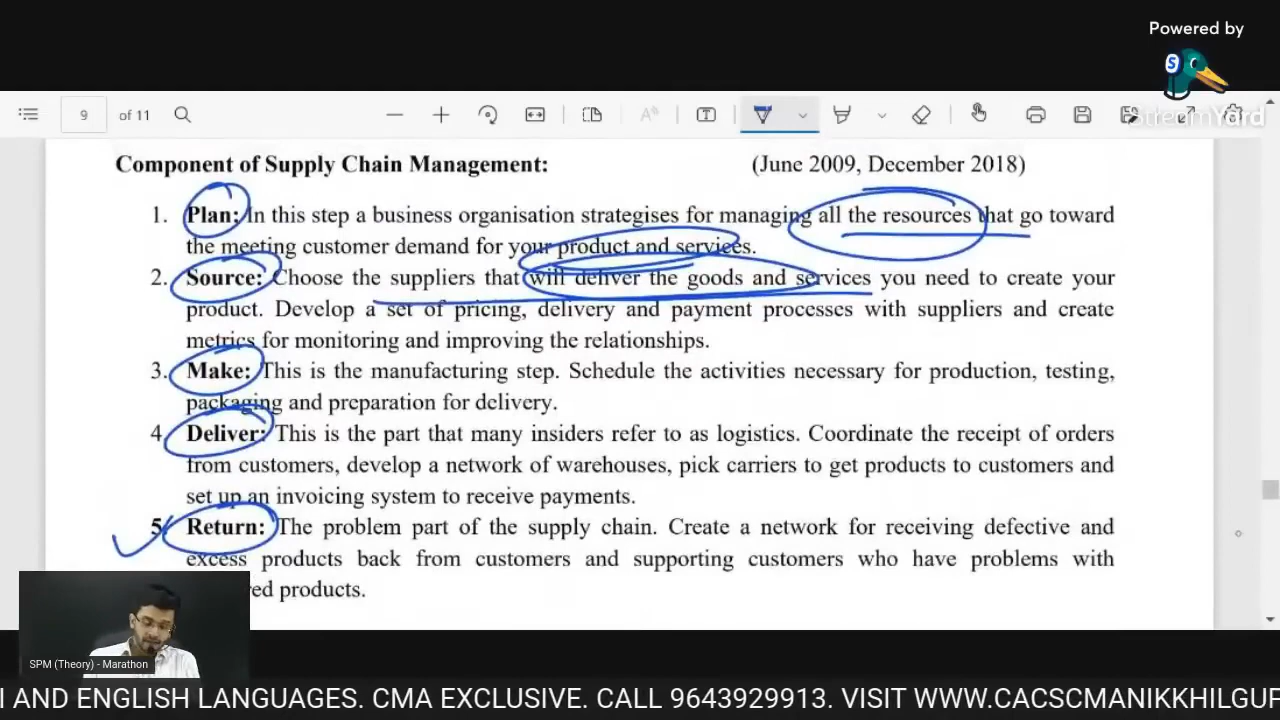 Powered by
StreamYard
9 of 11
Component of Supply Chain Management: (June 2009, December 2018)
1. Plan: In this step a business organisation strategises for managing all the resources that go toward
the meeting customer demand for your product and services.
2. Source: Choose the suppliers that will deliver the goods and services you need to create your
product. Develop a set of pricing, delivery and payment processes with suppliers and create
metrics for monitoring and improving the relationships.
3. Make: This is the manufacturing step. Schedule the activities necessary for production, testing,
packaging and preparation for delivery.
4. Deliver: This is the part that many insiders refer to as logistics. Coordinate the receipt of orders
from customers, develop a network of warehouses, pick carriers to get products to customers and
set up an invoicing system to receive payments.
5. Return: The problem part of the supply chain. Create a network for receiving defective and
excess products back from customers and supporting customers who have problems with
products.
SPM (Theory) - Marathon
AND ENGLISH LANGUAGES. CMA EXCLUSIVE. CALL 9643929913. VISIT WWW.CACSCMANIKKHILGU